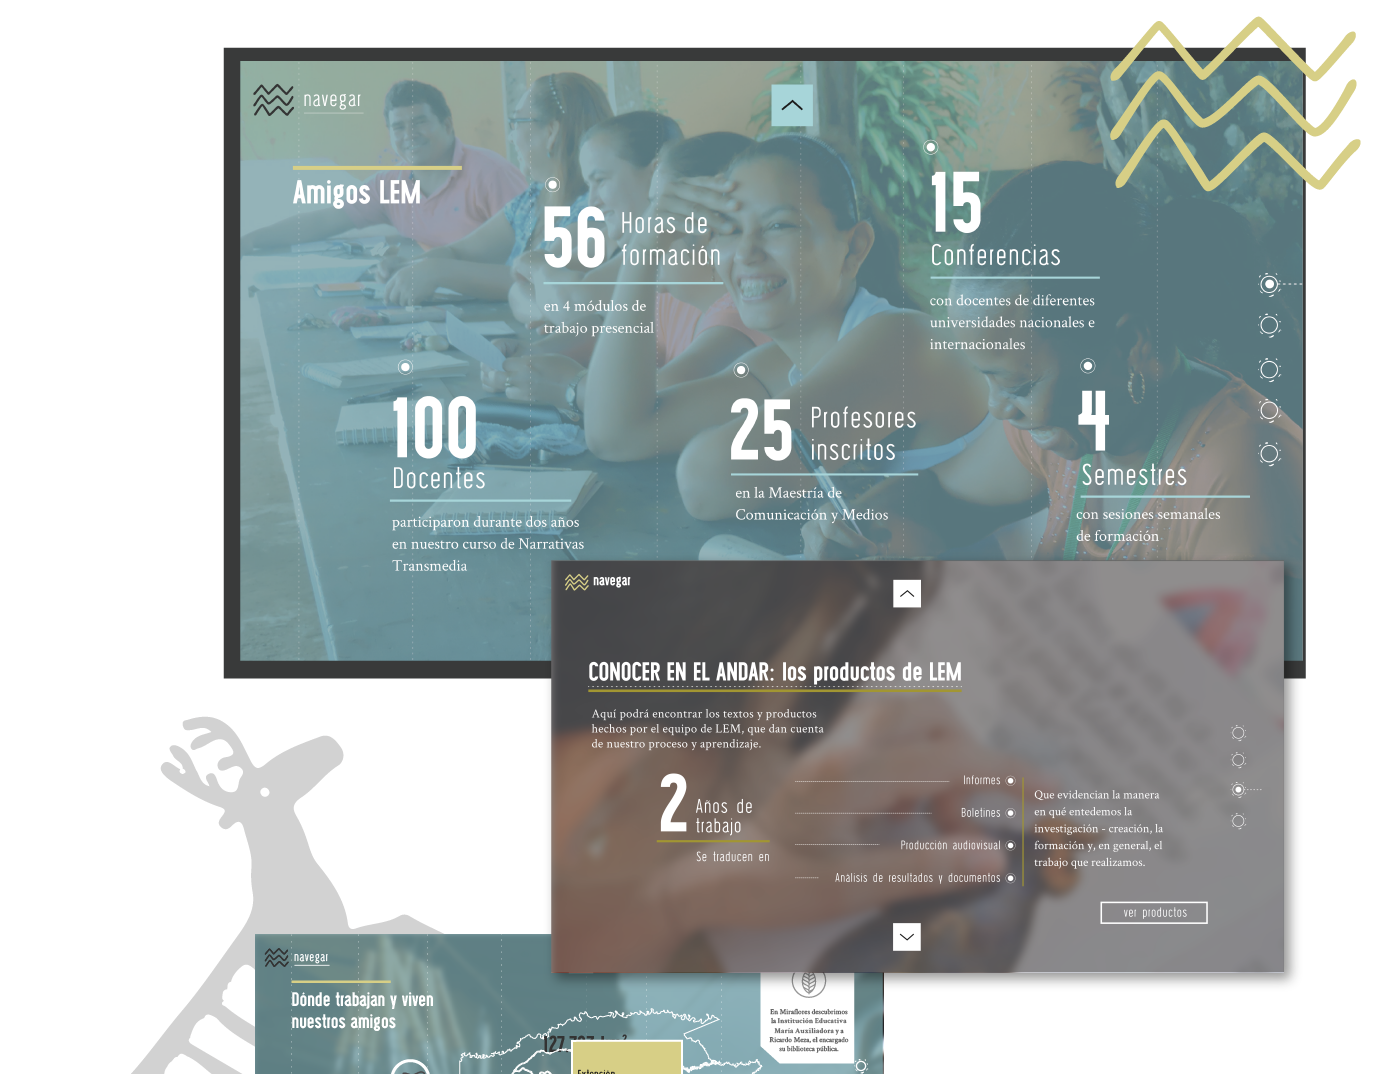 navegar
Amigos LEM
56 Horas de
formación
en 4 módulos de
trabajo presencial
15
Conferencias
con docentes de diferentes
universidades nacionales e
internacionales
100
Docentes
participaron durante dos años
en nuestro curso de Narrativas
Transmedia
25 Profesores
inscritos
en la Maestría de
Comunicación y Medios
4
Semestres
con sesiones semanales
de formación
navegar
CONOCER EN EL ANDAR: los productos de LEM
Aquí podrá encontrar los textos y productos
hechos por el equipo de LEM, que dan cuenta
de nuestro proceso y aprendizaje.
2 Años de
trabajo
Se traducen en
Informes
Boletines
Producción audiovisual
Análisis de resultados y documentos
Que evidencian la manera
en qué entedemos la
investigación - creación, la
formación y, en general, el
trabajo que realizamos.
ver productos
navegar
Dónde trabajan y viven
nuestros amigos
En Miraflores descubrimos
la Institución Educativa
María Auxiliadora y a
Ricardo Meza, el encargado
su biblioteca pública.
Extensión